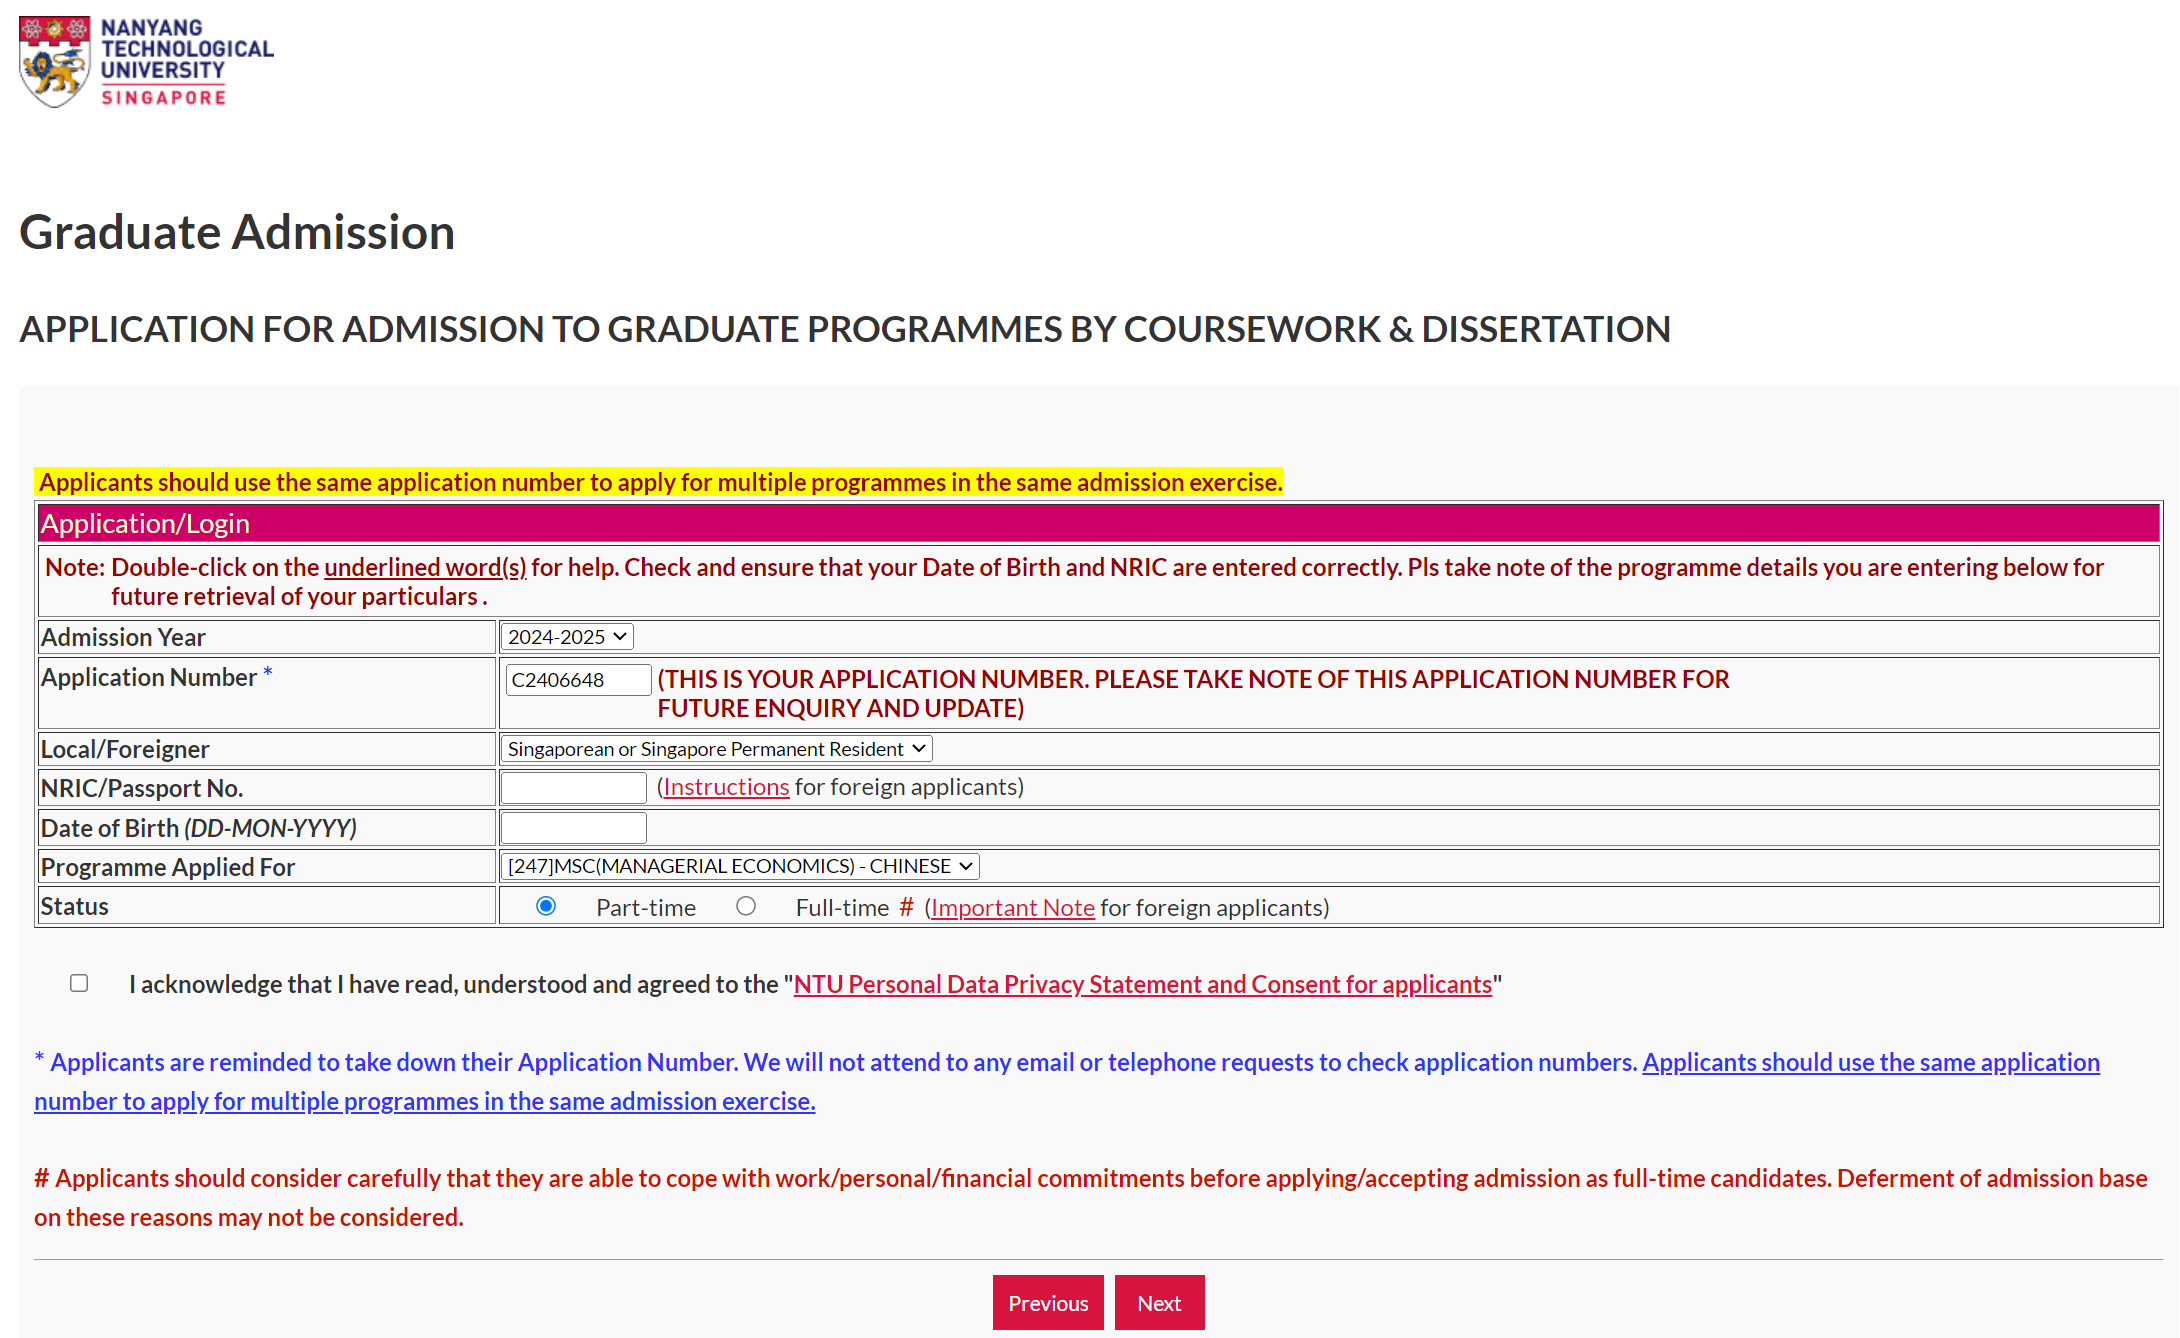 NANYANG
TECHNOLOGICAL
UNIVERSITY
SINGAPORE
Graduate Admission
APPLICATION FOR ADMISSION TO GRADUATE PROGRAMMES BY COURSEWORK & DISSERTATION
Applicants should use the same application number to apply for multiple programmes in the same admission exercise.
Application/Login
Note: Double-click on the underlined word(s) for help. Check and ensure that your Date of Birth and NRIC are entered correctly. Pls take note of the programme details you are entering below for
future retrieval of your particulars .
Admission Year 2024-2025
Application Number * C2406648 (THIS IS YOUR APPLICATION NUMBER. PLEASE TAKE NOTE OF THIS APPLICATION NUMBER FOR
FUTURE ENQUIRY AND UPDATE)
Local/Foreigner Singaporean or Singapore Permanent Resident
NRIC/Passport No. (Instructions for foreign applicants)
Date of Birth (DD-MON-YYYY)
Programme Applied For [247]MSC(MANAGERIAL ECONOMICS) - CHINESE
Status Part-time Full-time # (Important Note for foreign applicants)
I acknowledge that I have read, understood and agreed to the "NTU Personal Data Privacy Statement and Consent for applicants"
* Applicants are reminded to take down their Application Number. We will not attend to any email or telephone requests to check application numbers. Applicants should use the same application
number to apply for multiple programmes in the same admission exercise.
# Applicants should consider carefully that they are able to cope with work/personal/financial commitments before applying/accepting admission as full-time candidates. Deferment of admission base
on these reasons may not be considered.
Previous Next